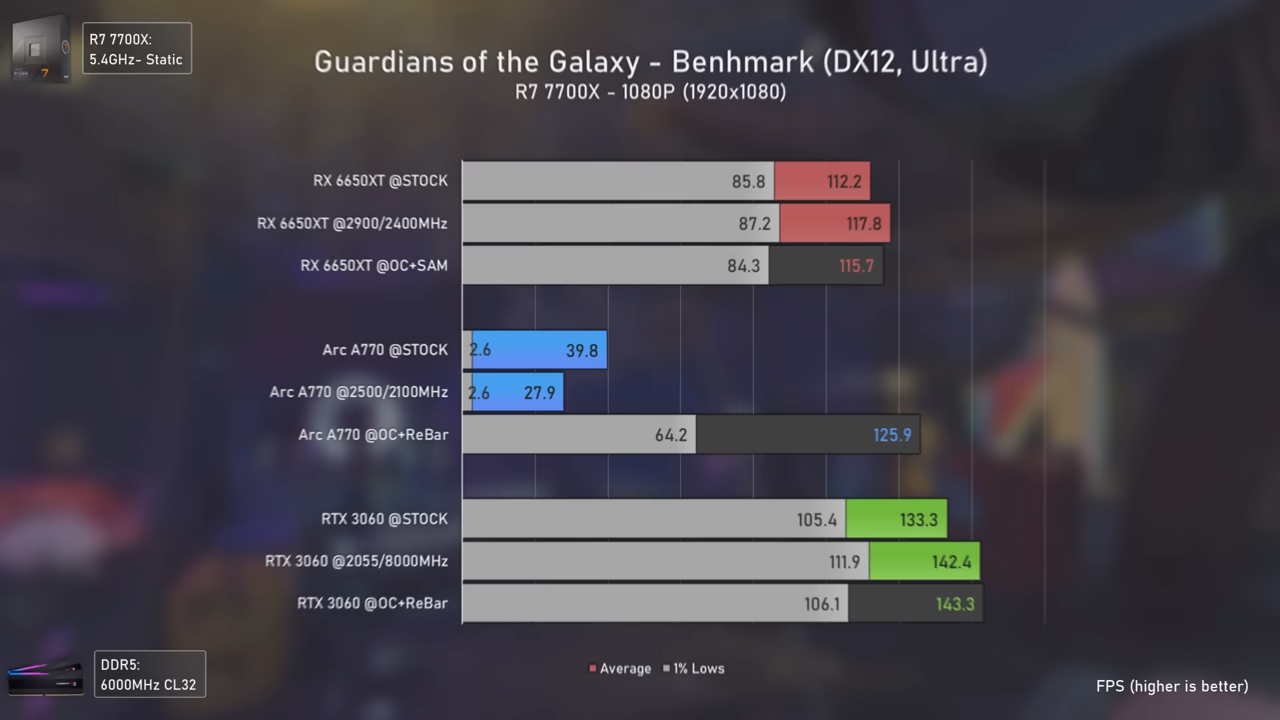 R7 7700X:
5.4GHz- Static
Guardians of the Galaxy - Benhmark (DX12, Ultra)
R7 7700X - 1080P (1920x1080)
RX 6650XT @STOCK 85.8 112.2
RX 6650XT @2900/2400MHz 87.2 117.8
RX 6650XT @OC+SAM 84.3 115.7
Arc A770 @STOCK 2.6 39.8
Arc A770 @2500/2100MHz 2.6 27.9
Arc A770 @OC+ReBar 64.2 125.9
RTX 3060 @STOCK 105.4 133.3
RTX 3060 @2055/8000MHz 111.9 142.4
RTX 3060 @OC+ReBar 106.1 143.3
Average 1% Lows
DDR5:
6000MHz CL32
FPS (higher is better)